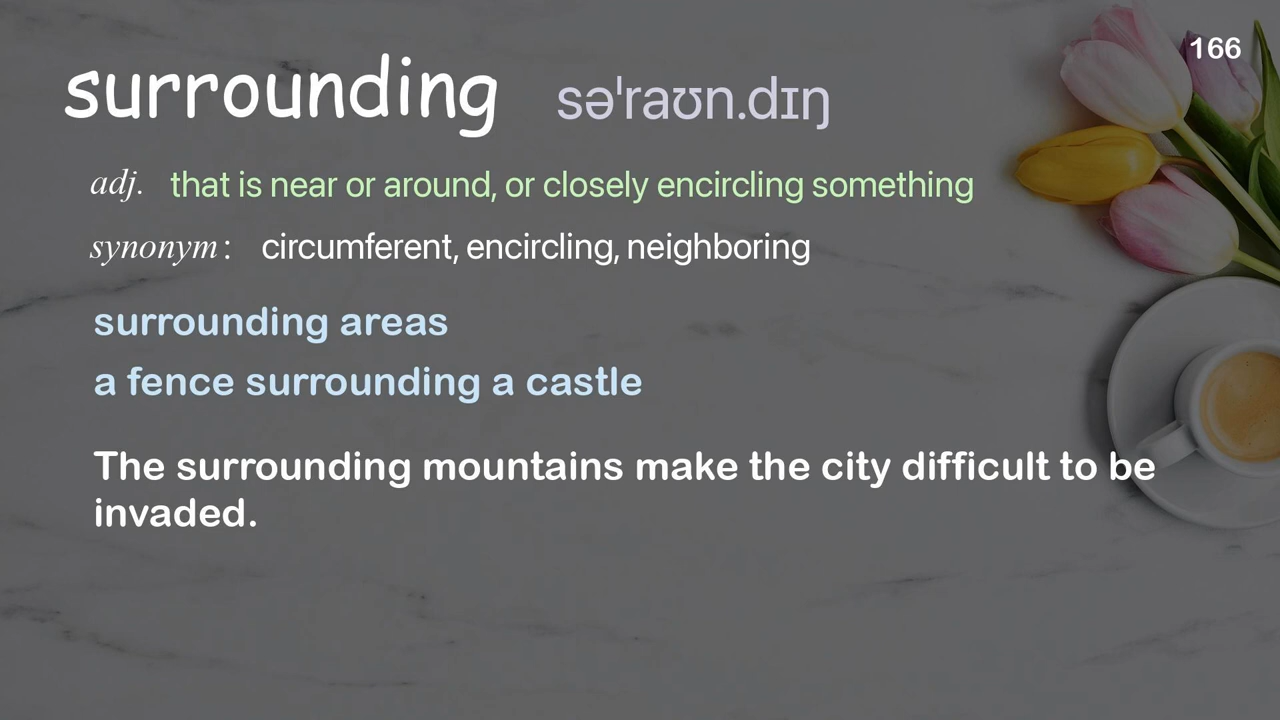 166
surrounding səˈraʊn.dɪŋ
adj. that is near or around, or closely encircling something
synonym: circumferent, encircling, neighboring
surrounding areas
a fence surrounding a castle
The surrounding mountains make the city difficult to be
invaded.